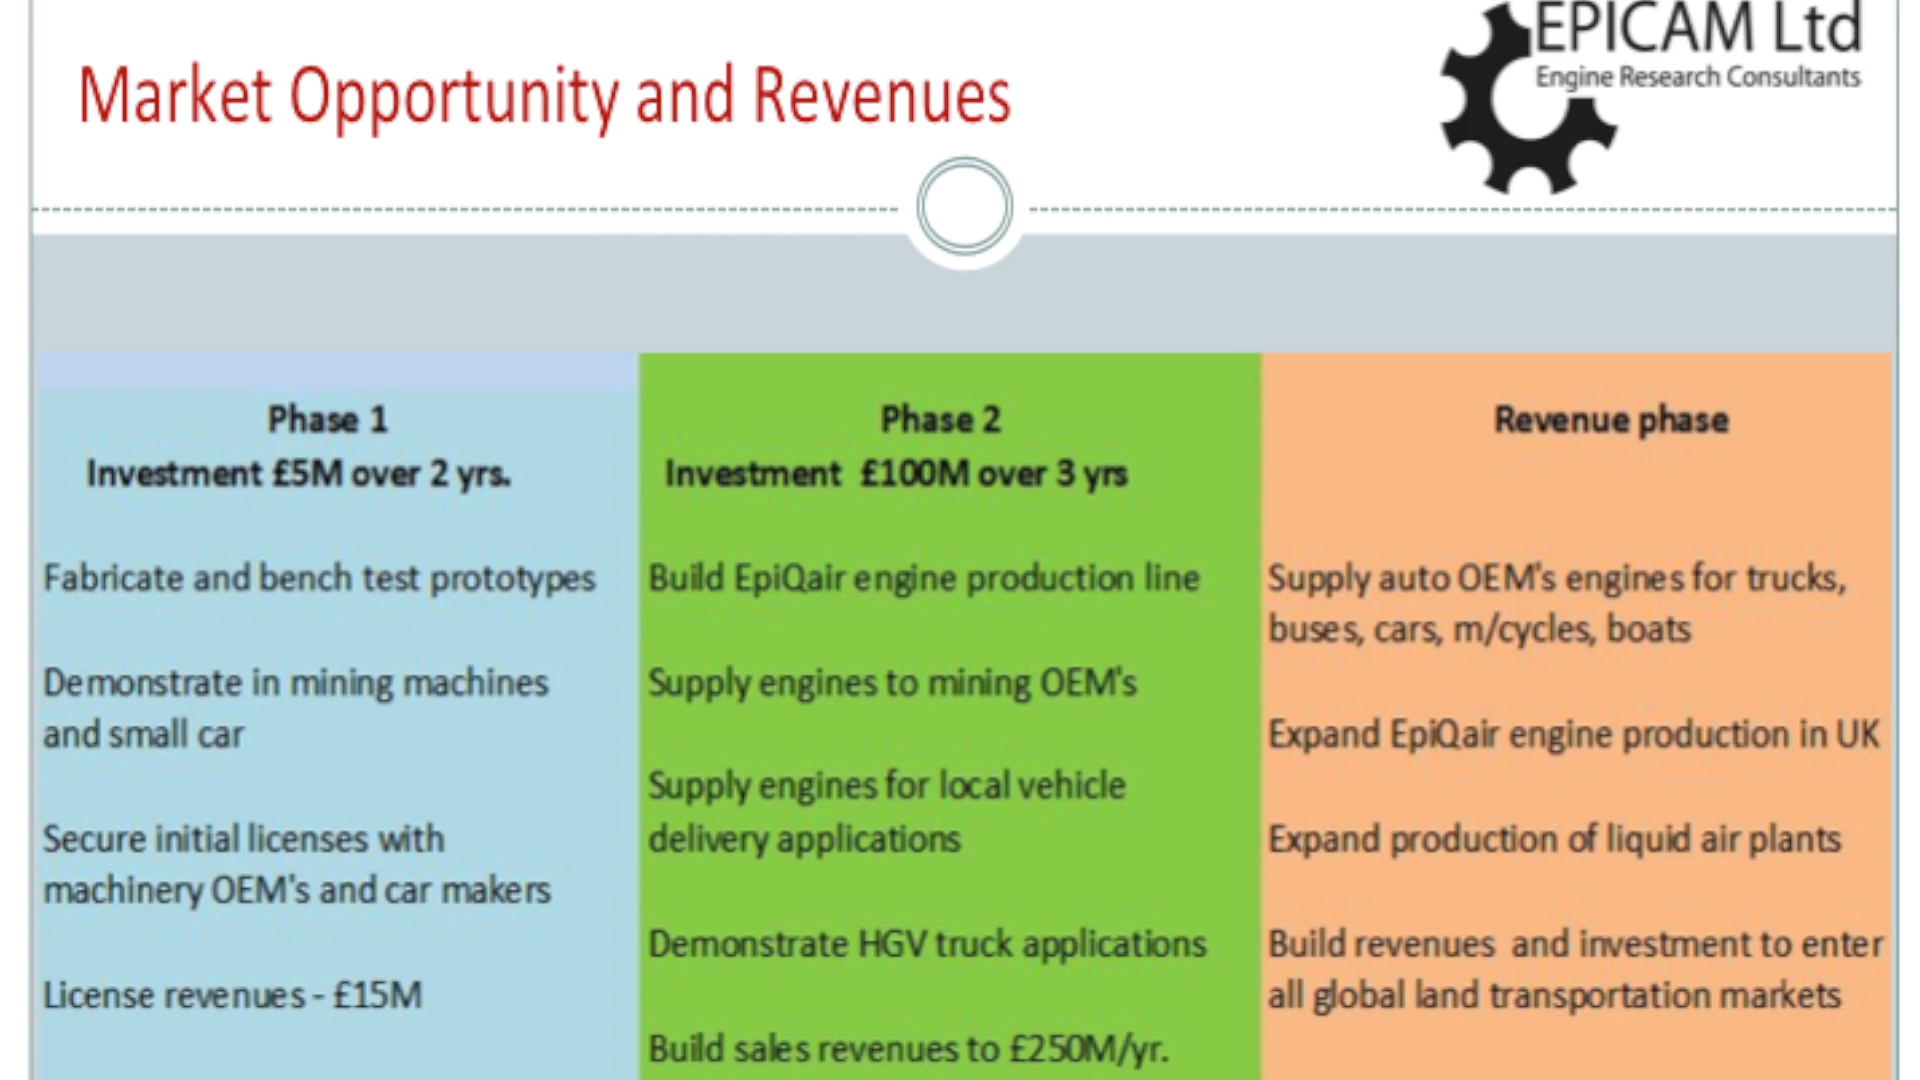 EPICAM Ltd
Engine Research Consultants
Market Opportunity and Revenues
Phase 1
Investment £5M over 2 yrs.
Fabricate and bench test prototypes
Demonstrate in mining machines
and small car
Secure initial licenses with
machinery OEM's and car makers
License revenues - £15M
Phase 2
Investment £100M over 3 yrs
Build EpiQair engine production line
Supply engines to mining OEM's
Supply engines for local vehicle
delivery applications
Demonstrate HGV truck applications
Build sales revenues to £250M/yr.
Revenue phase
Supply auto OEM's engines for trucks,
buses, cars, m/cycles, boats
Expand EpiQair engine production in UK
Expand production of liquid air plants
Build revenues and investment to enter
all global land transportation markets